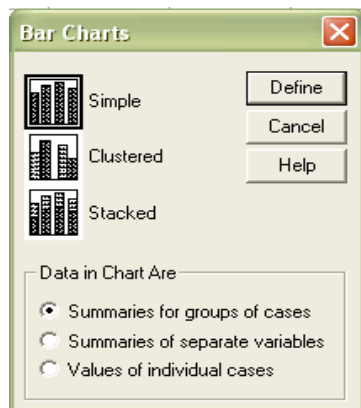 Bar Charts
Simple
Clustered
Stacked
Define
Cancel
Help
Data in Chart Are
Summaries for groups of cases
Summaries of separate variables
Values of individual cases